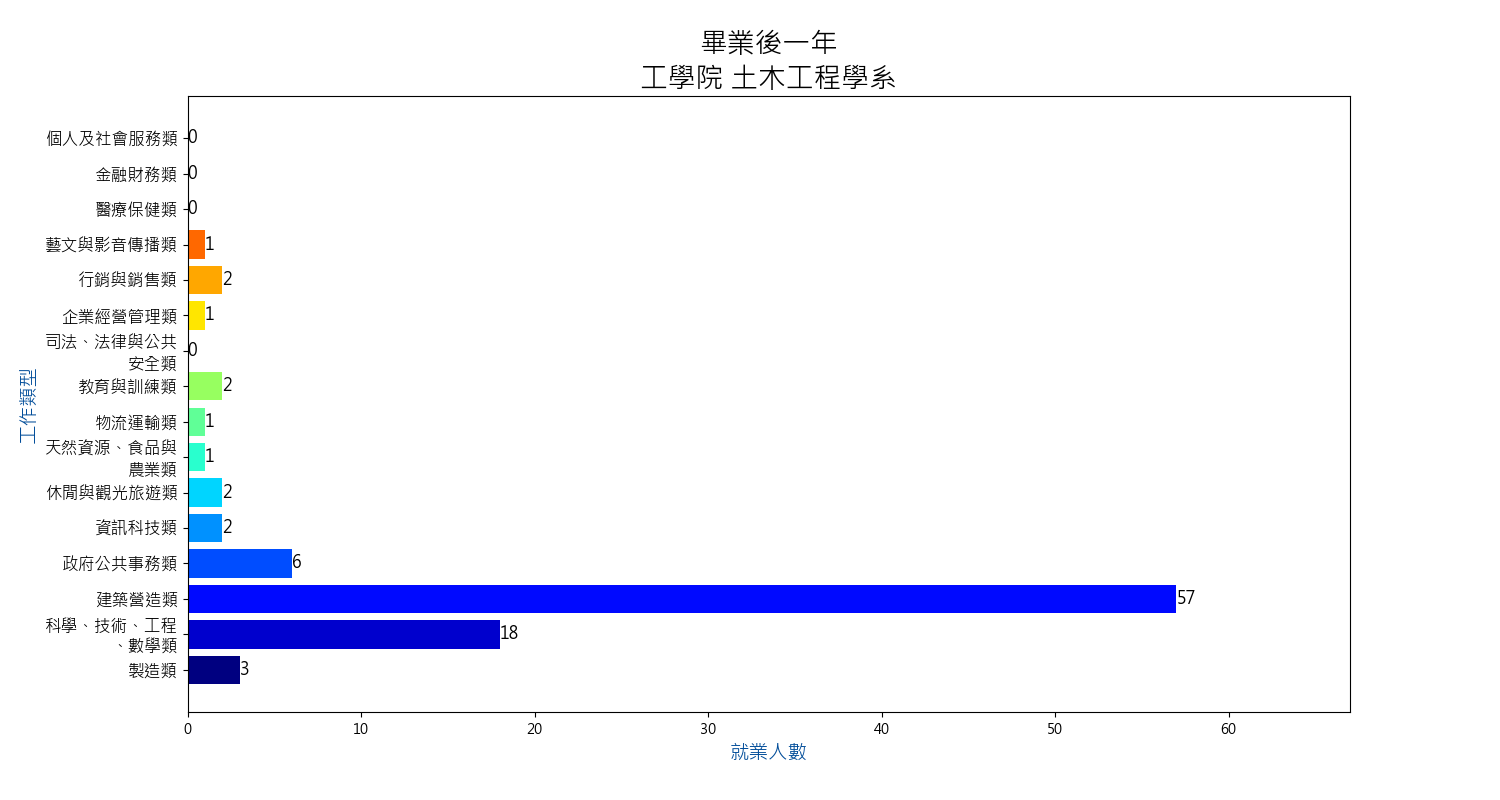 畢業後一年
工學院 土木工程學系
個人及社會服務類 0
金融財務類 0
醫療保健類 0
藝文與影音傳播類 1
行銷與銷售類 2
企業經營管理類 1
司法、法律與公共
安全類 0
教育與訓練類 2
物流運輸類 1
天然資源、食品與
農業類 1
休閒與觀光旅遊類 2
資訊科技類 2
政府公共事務類 6
建築營造類 57
科學、技術、工程
、數學類 18
製造類 3
工作類型
0 10 20 30 40 50 60
就業人數